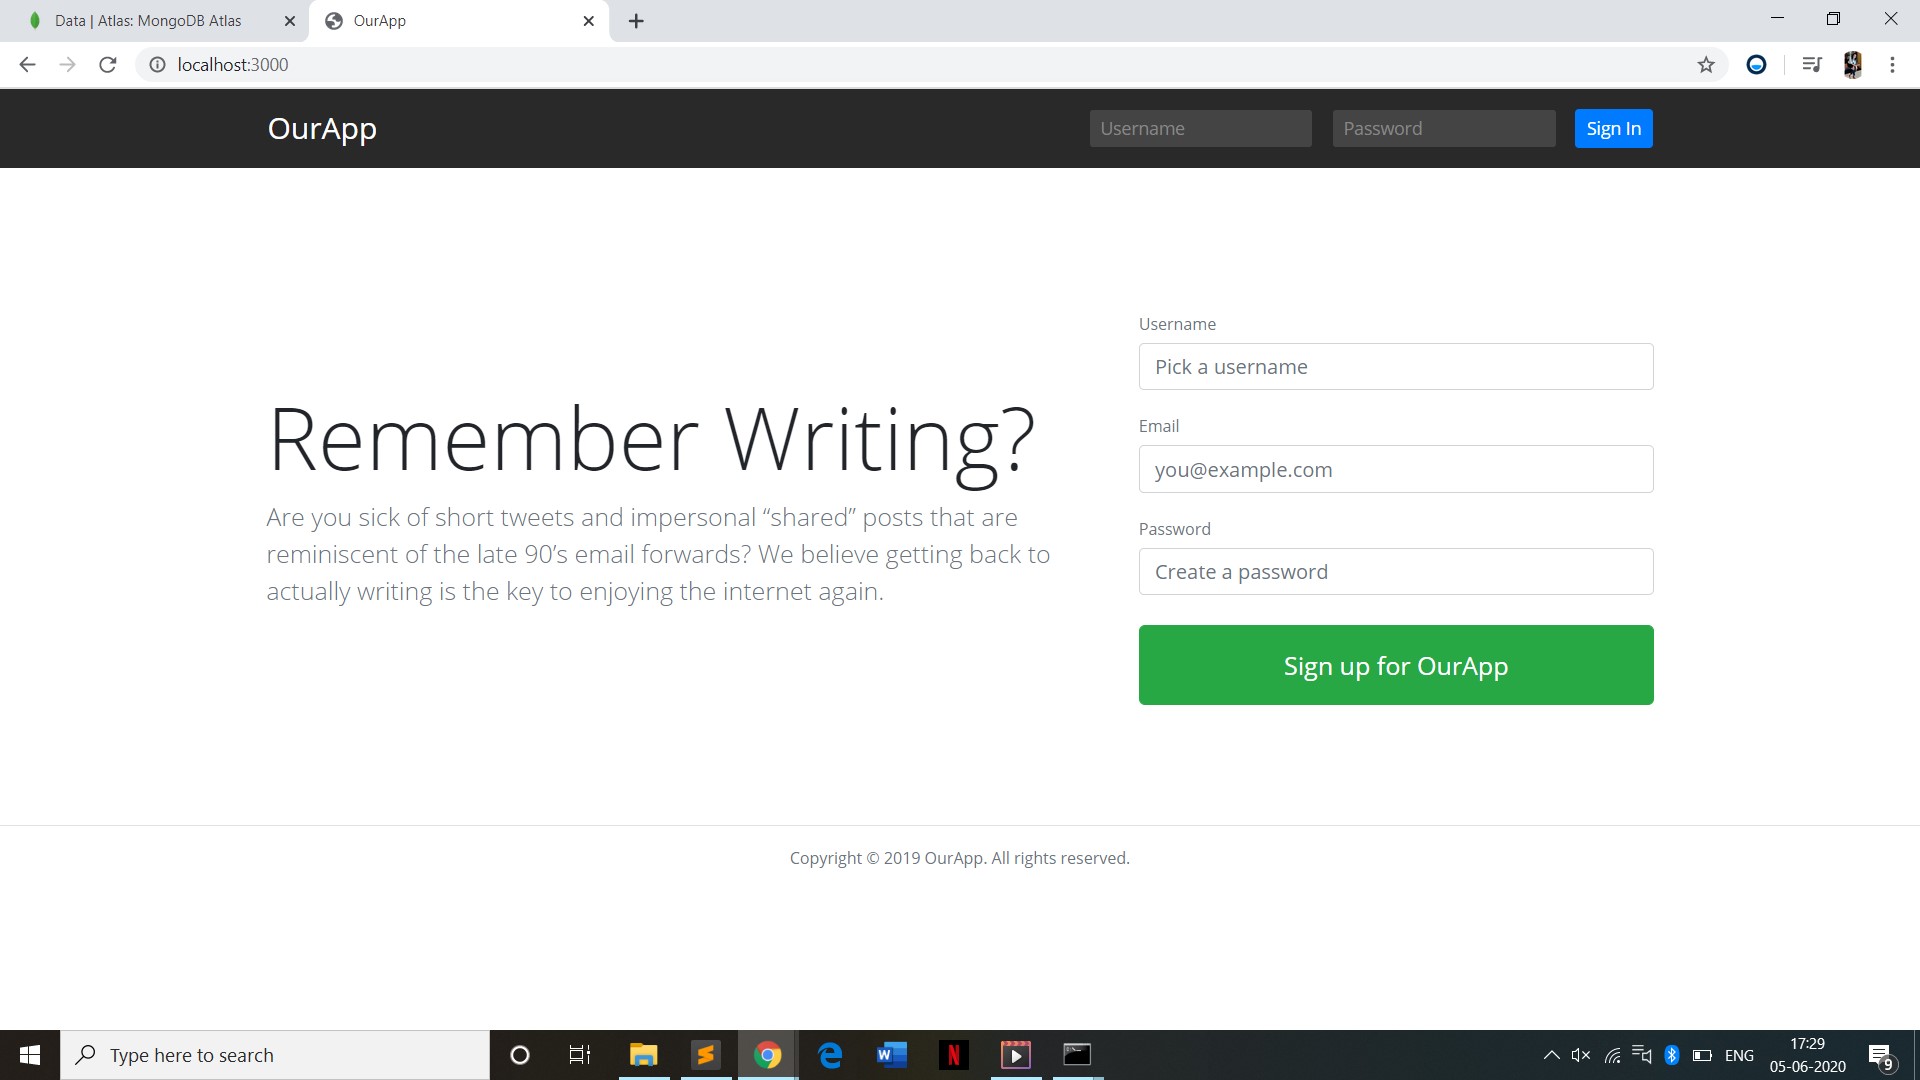 Data | Atlas: MongoDB Atlas
OurApp
localhost:3000
OurApp
Username
Password
Sign In
Remember Writing?
Are you sick of short tweets and impersonal “shared” posts that are
reminiscent of the late 90’s email forwards? We believe getting back to
actually writing is the key to enjoying the internet again.
Username
Pick a username
Email
you@example.com
Password
Create a password
Sign up for OurApp
Copyright © 2019 OurApp. All rights reserved.
Type here to search
W
N
ENG
17:29
05-06-2020
9